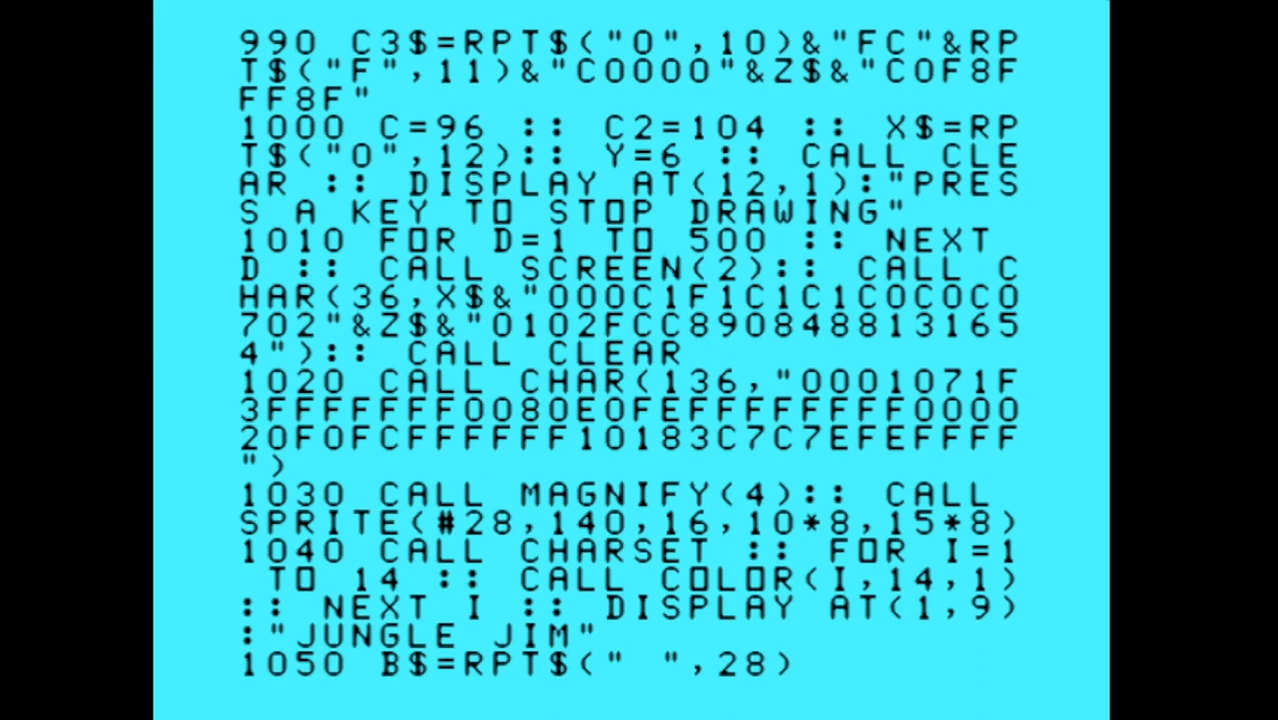 990 C3$=RPT$("0",10)&"FC"&RP
T$("F",11)&"C0000"&Z$&"C0F8F
FF8F"
1000 C=96 :: C2=104 :: X$=RP
T$("0",12):: Y=6 :: CALL CLE
AR :: DISPLAY AT(12,1):"PRES
S A KEY TO STOP DRAWING"
1010 FOR D=1 TO 500 :: NEXT
D :: CALL SCREEN(2):: CALL C
HAR(36,X$&"000C1F1C1C1C0C0C0
702"&Z$&"0102FCC890848813165
4"):: CALL CLEAR
1020 CALL CHAR(136,"0001071F
3FFFFFFF0080E0FEFFFFFFFF0000
20F0FCFFFFFF10183C7C7EFEFFFF
")
1030 CALL MAGNIFY(4):: CALL
SPRITE(#28,140,16,10*8,15*8)
1040 CALL CHARSET :: FOR I=1
 TO 14 :: CALL COLOR(I,14,1)
:: NEXT I :: DISPLAY AT(1,9)
:"JUNGLE JIM"
1050 B$=RPT$(" ",28)